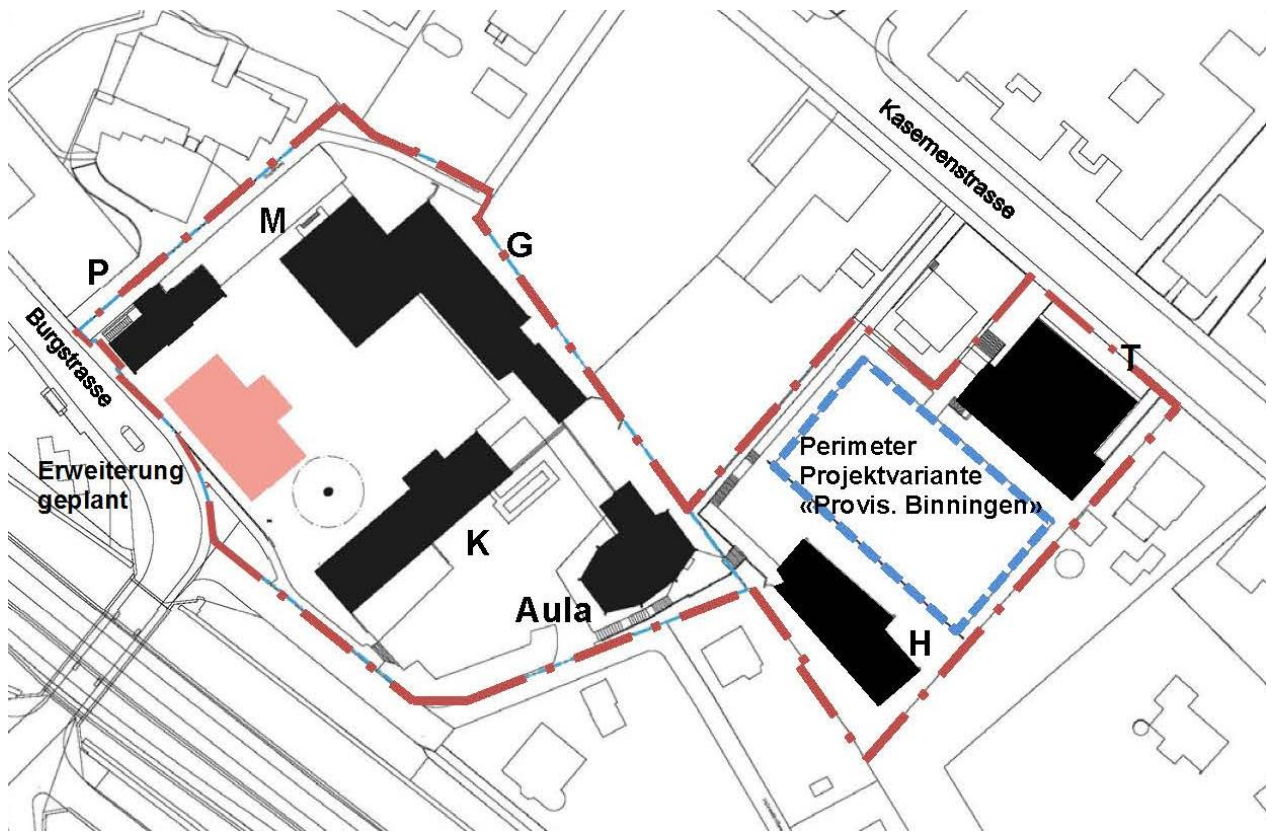 Kasernenstrasse
M
G
P
Burgstrasse
T
Erweiterung
geplant
Perimeter
Projektvariante
«Provis. Binningen»
K
Aula
H